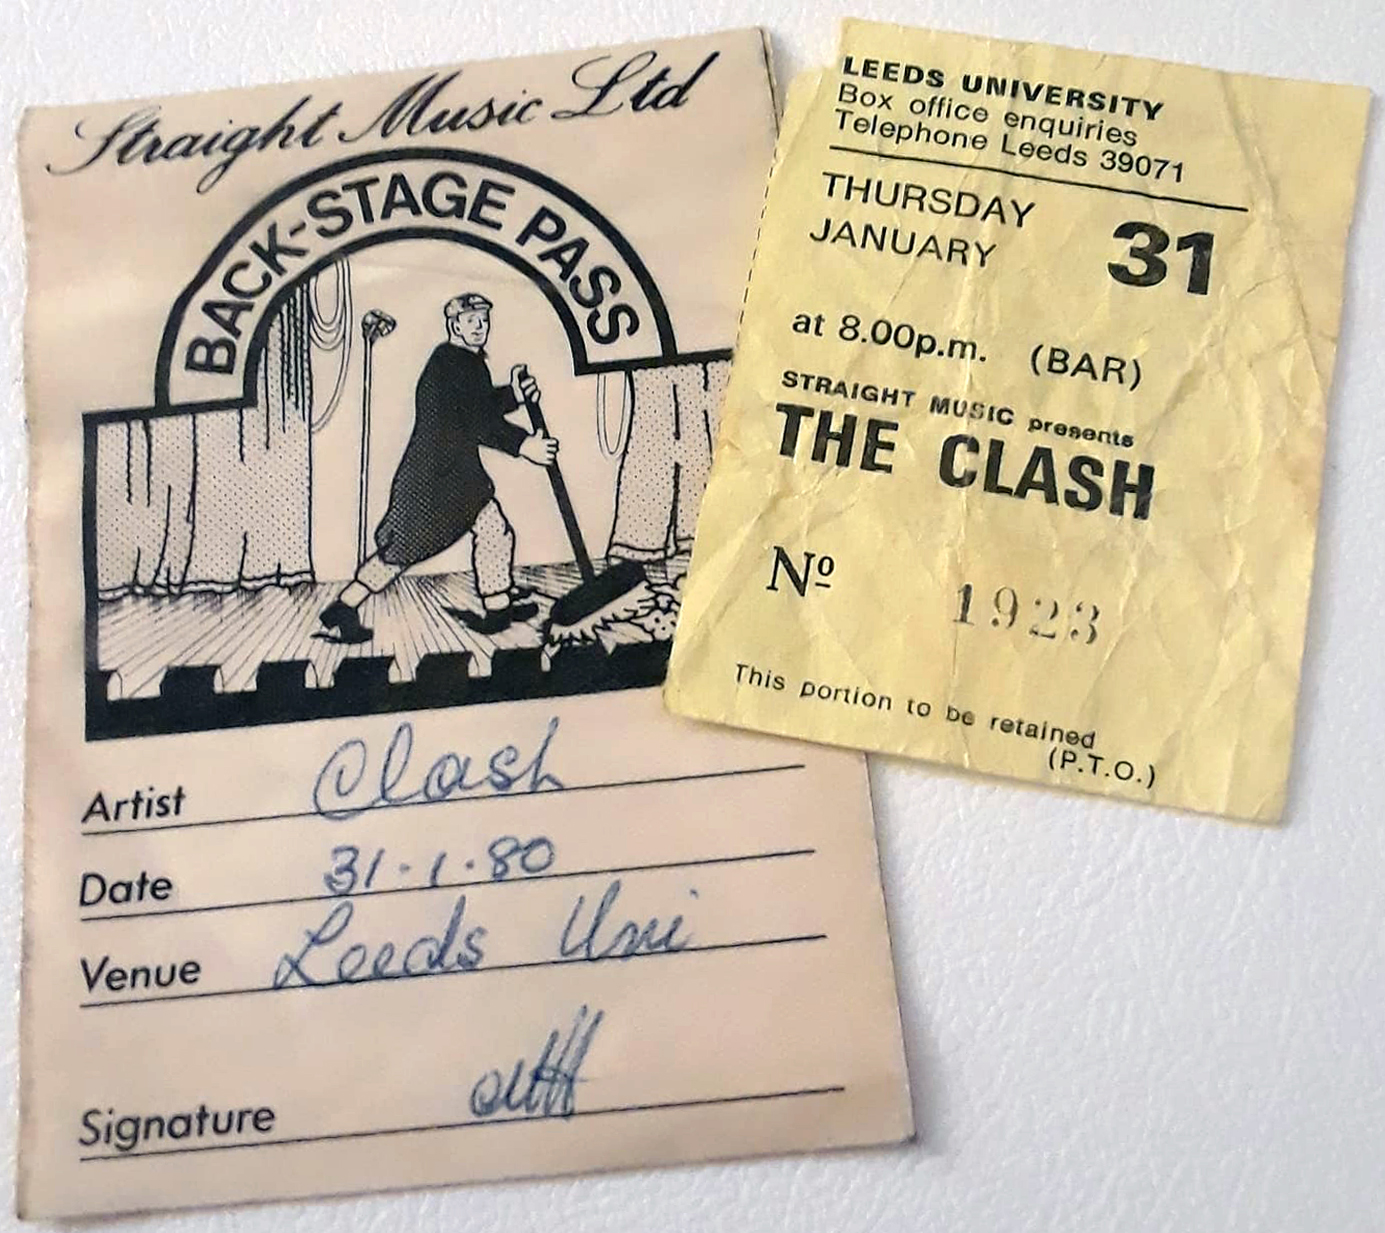 Straight Music Ltd
BACK-STAGE PASS
Artist Clash
Date 31·1·80
Venue Leeds Uni
Signature
LEEDS UNIVERSITY
Box office enquiries
Telephone Leeds 39071
THURSDAY
JANUARY 31
at 8.00p.m. (BAR)
STRAIGHT MUSIC presents
THE CLASH
Nº 1923
This portion to be retained
(P.T.O.)